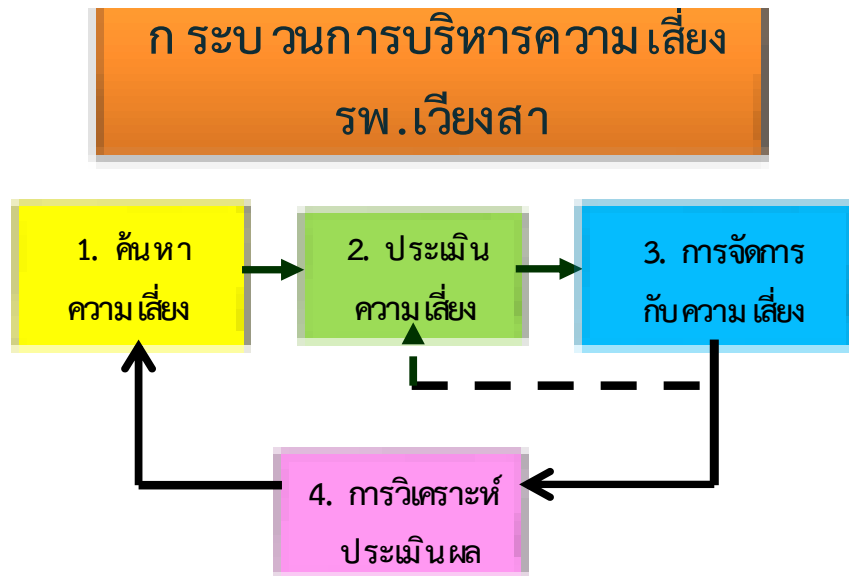 กระบวนการบริหารความเสี่ยง
รพ.เวียงสา
1. ค้นหา
ความเสี่ยง
2. ประเมิน
ความเสี่ยง
3. การจัดการ
กับความเสี่ยง
4. การวิเคราะห์
ประเมินผล